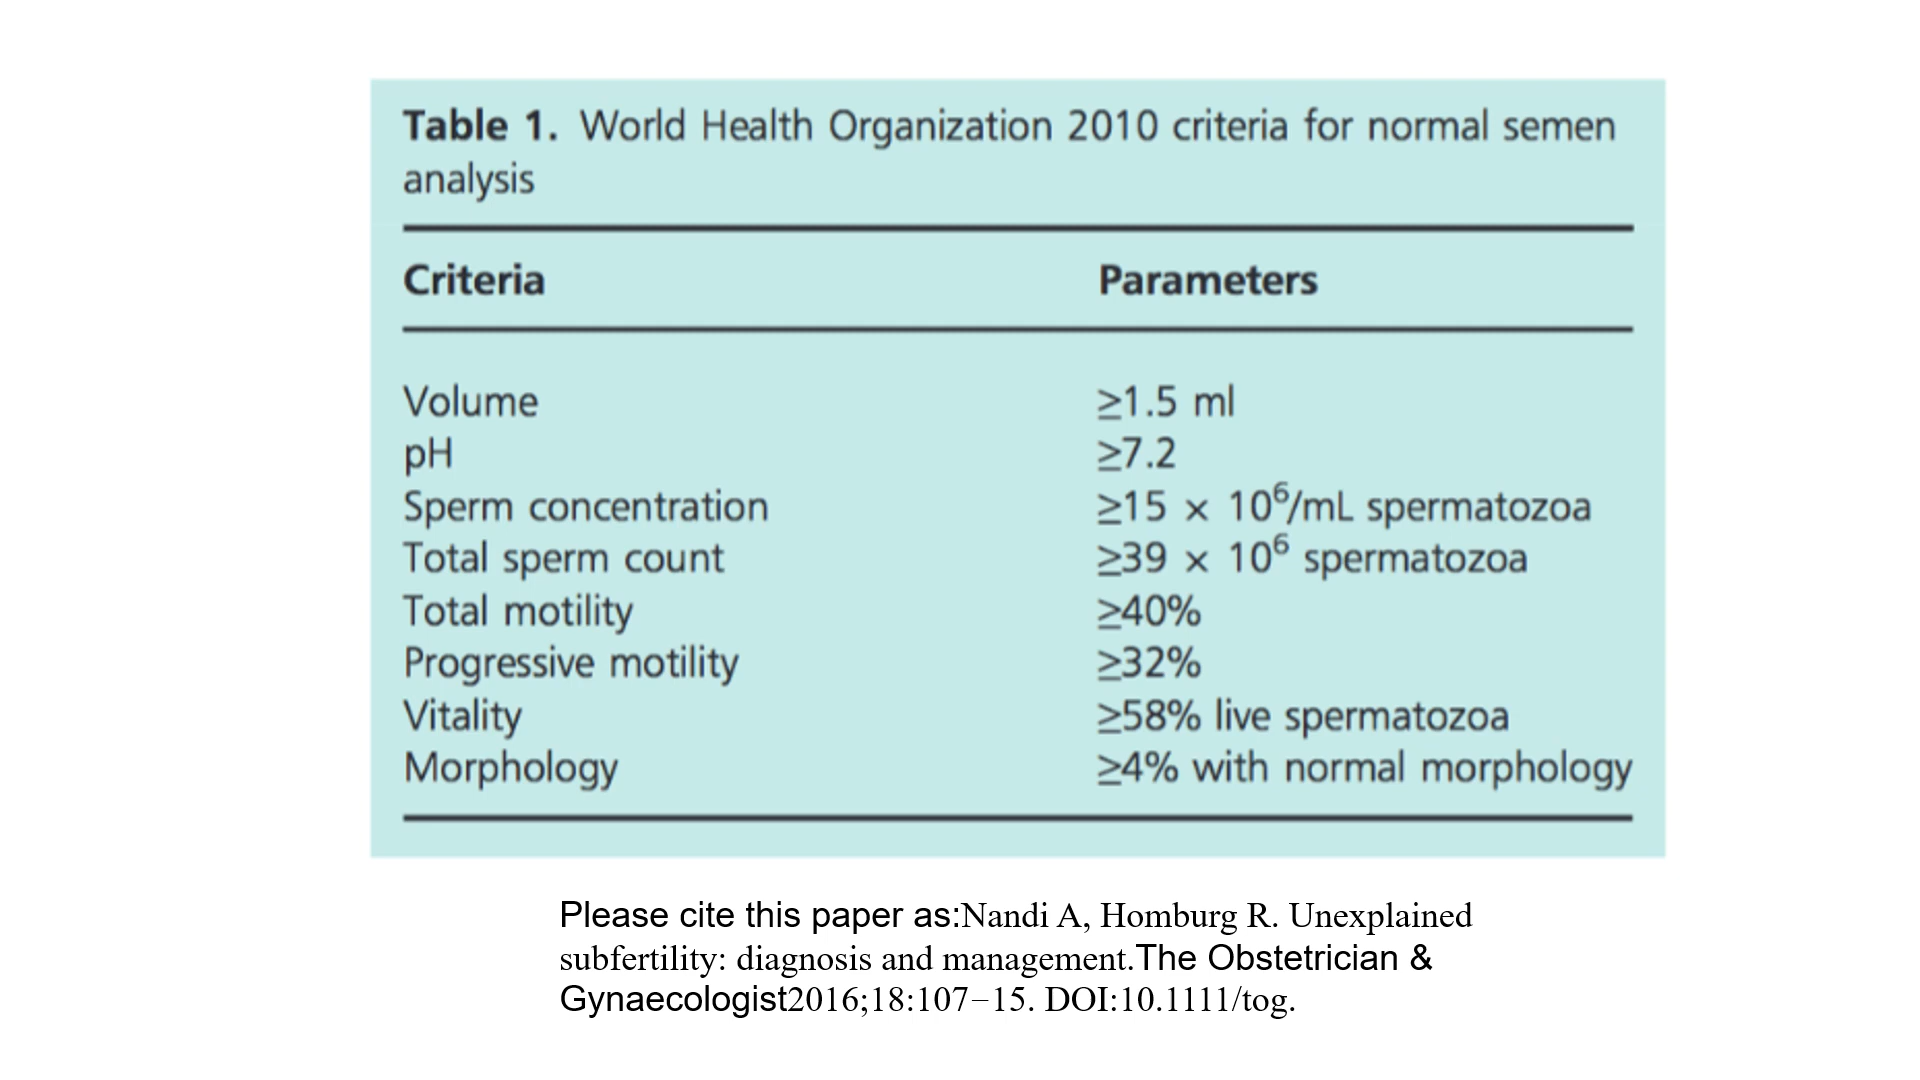 Table 1. World Health Organization 2010 criteria for normal semen
analysis
Criteria Parameters
Volume ≥1.5 ml
pH ≥7.2
Sperm concentration ≥15 × 10⁶/mL spermatozoa
Total sperm count ≥39 × 10⁶ spermatozoa
Total motility ≥40%
Progressive motility ≥32%
Vitality ≥58% live spermatozoa
Morphology ≥4% with normal morphology
Please cite this paper as:Nandi A, Homburg R. Unexplained
subfertility: diagnosis and management.The Obstetrician &
Gynaecologist2016;18:107–15. DOI:10.1111/tog.